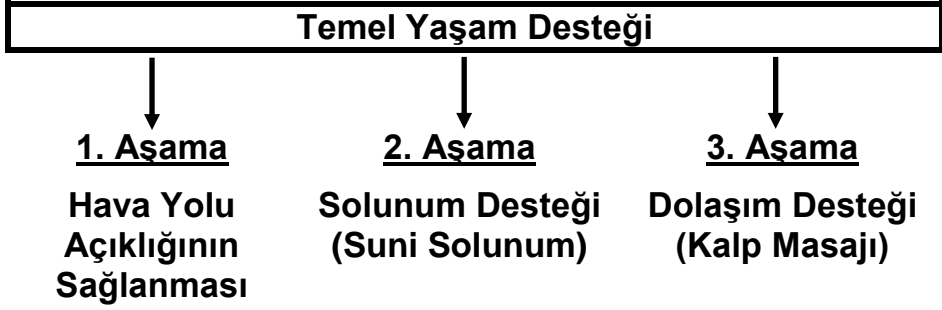 Temel Yaşam Desteği
1. Aşama
Hava Yolu
Açıklığının
Sağlanması
2. Aşama
Solunum Desteği
(Suni Solunum)
3. Aşama
Dolaşım Desteği
(Kalp Masajı)